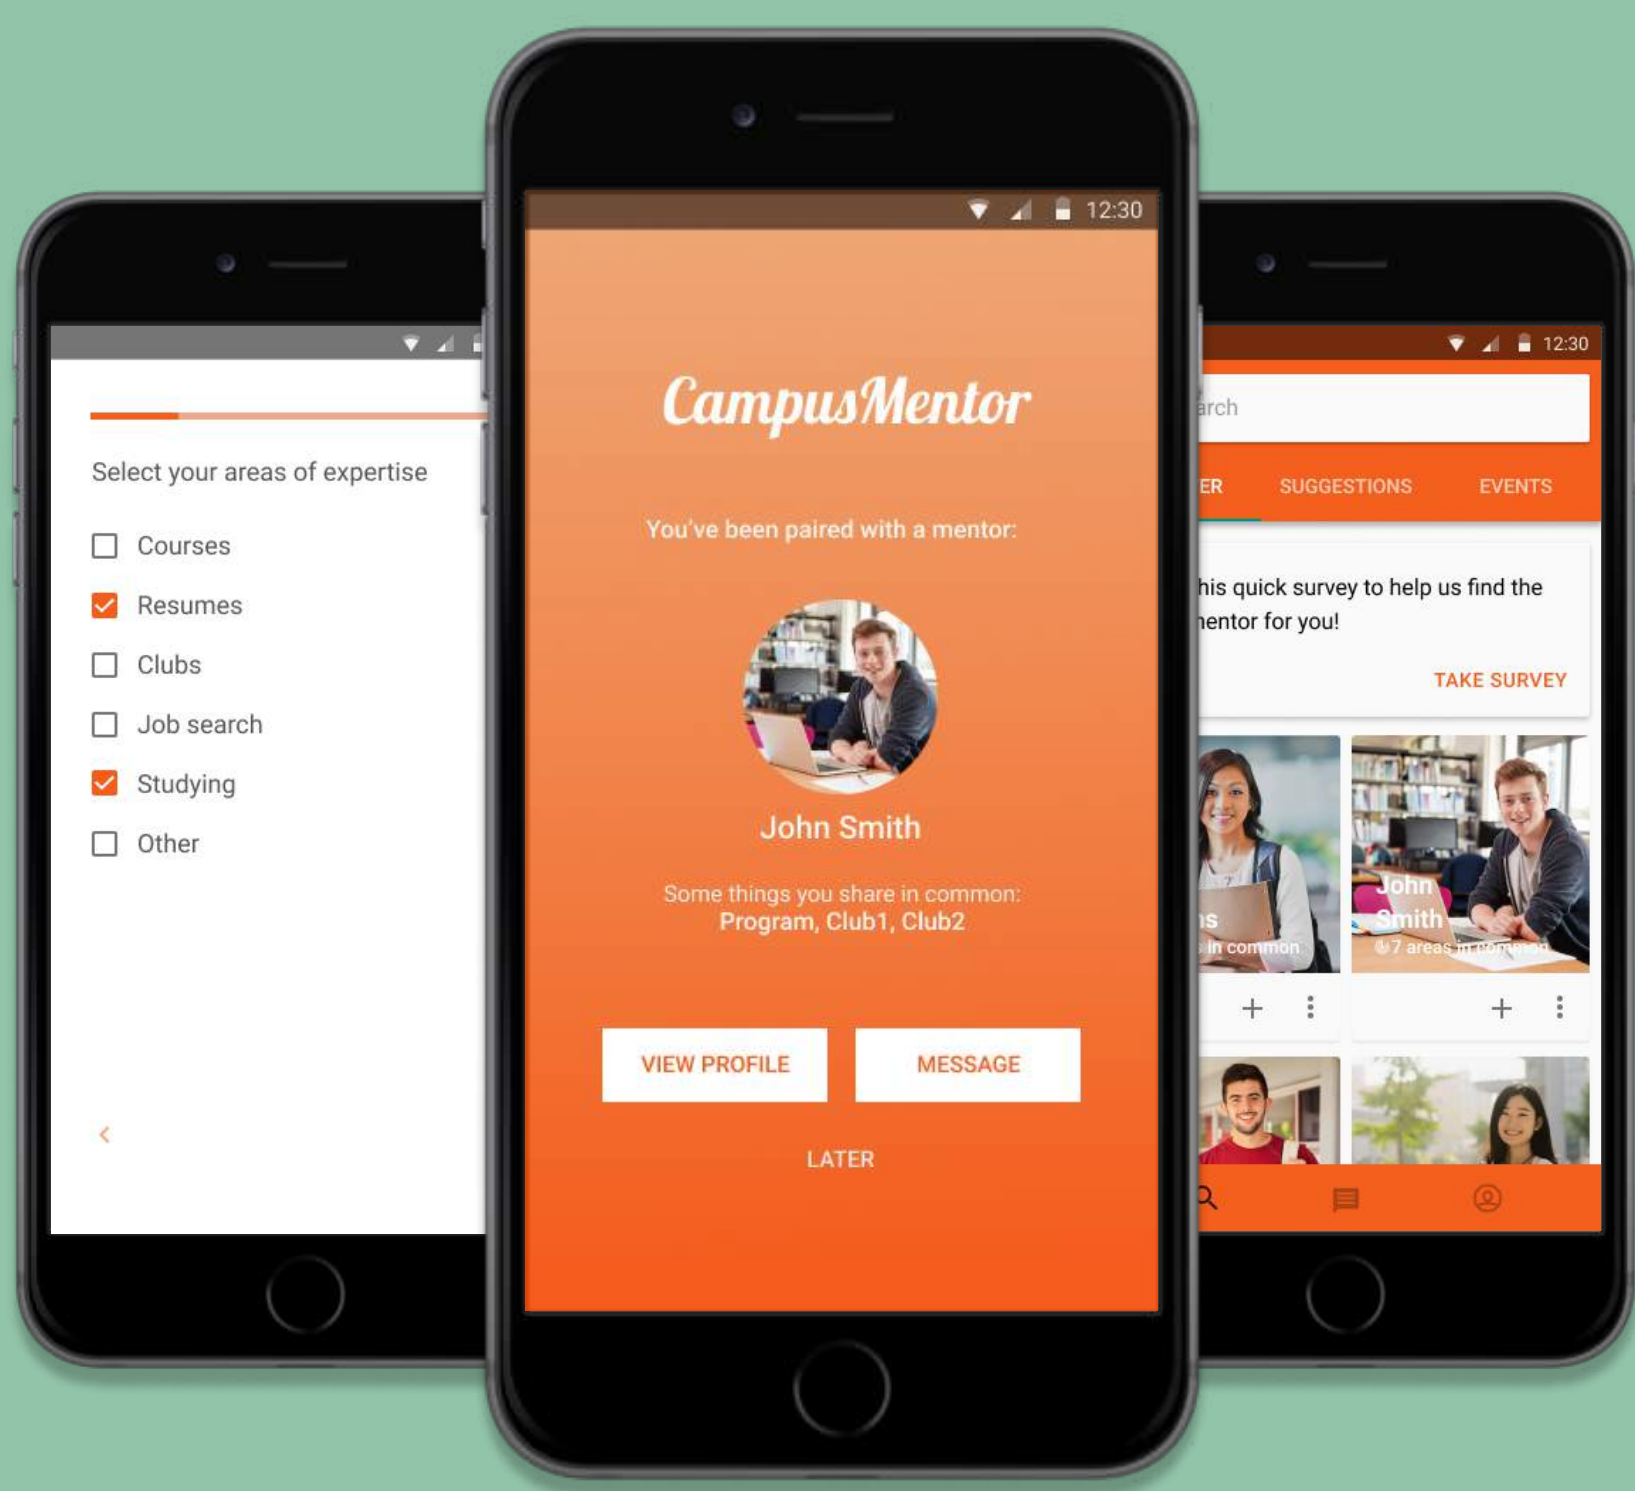 Select your areas of expertise
Courses
Resumes
Clubs
Job search
Studying
Other
12:30
CampusMentor
You've been paired with a mentor:
John Smith
Some things you share in common:
Program, Club1, Club2
VIEW PROFILE
MESSAGE
LATER
12:30
arch
ER SUGGESTIONS EVENTS
his quick survey to help us find the
entor for you!
TAKE SURVEY
ns
in common
John
Smith
7 areas in common